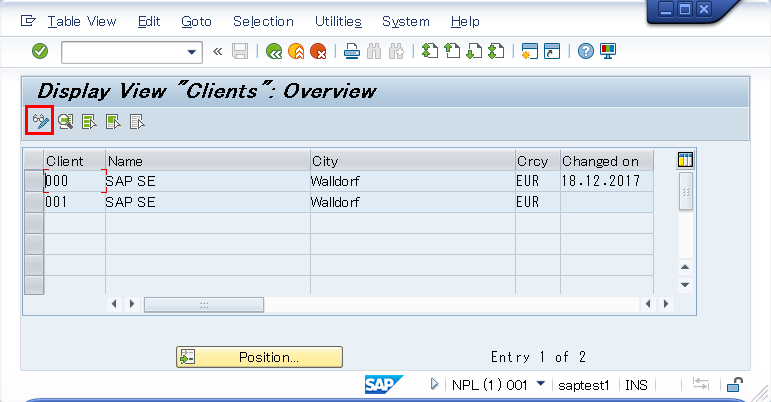 Table View Edit Goto Selection Utilities System Help
Display View "Clients": Overview
Client Name City Crcy Changed on
000 SAP SE Walldorf EUR 18.12.2017
001 SAP SE Walldorf EUR
Position... Entry 1 of 2
SAP NPL (1) 001 saptest1 INS